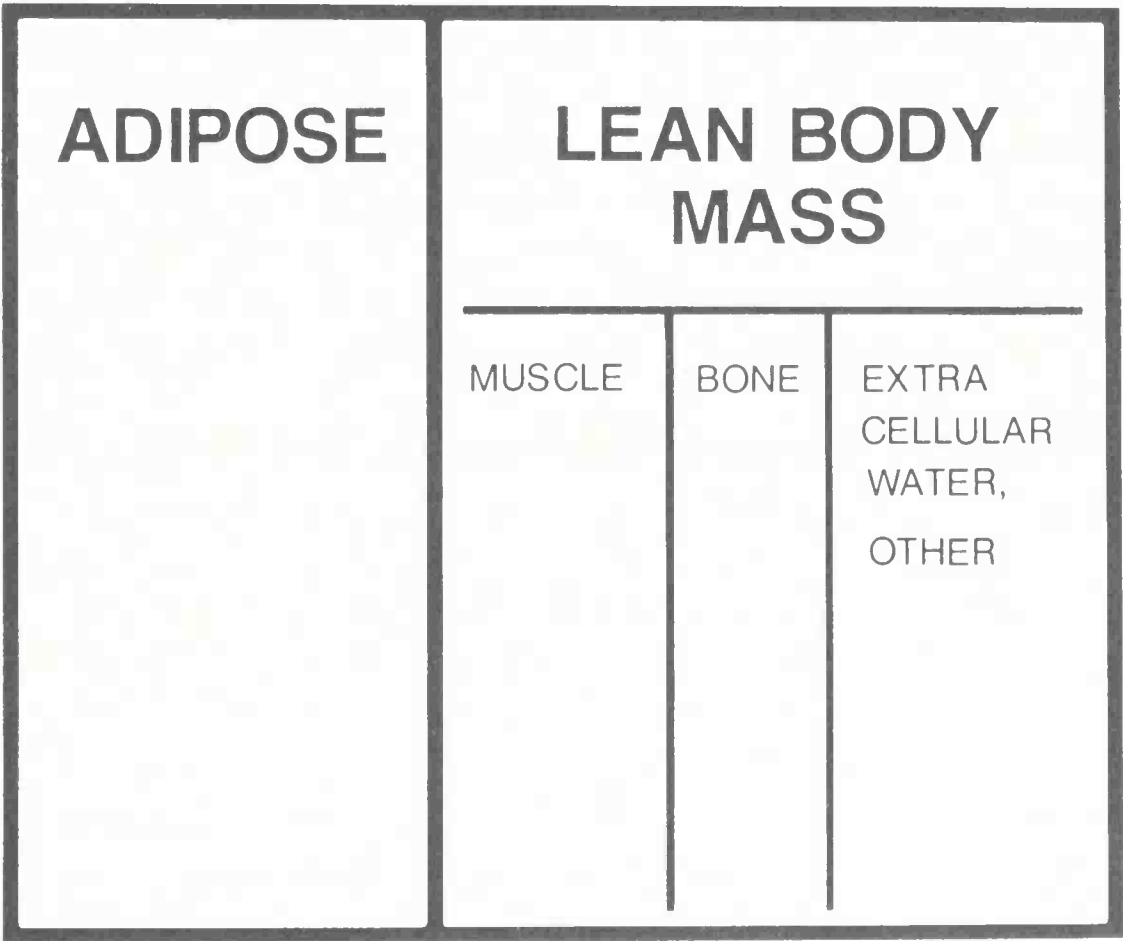 ADIPOSE
LEAN BODY
MASS
MUSCLE
BONE
EXTRA
CELLULAR
WATER,
OTHER